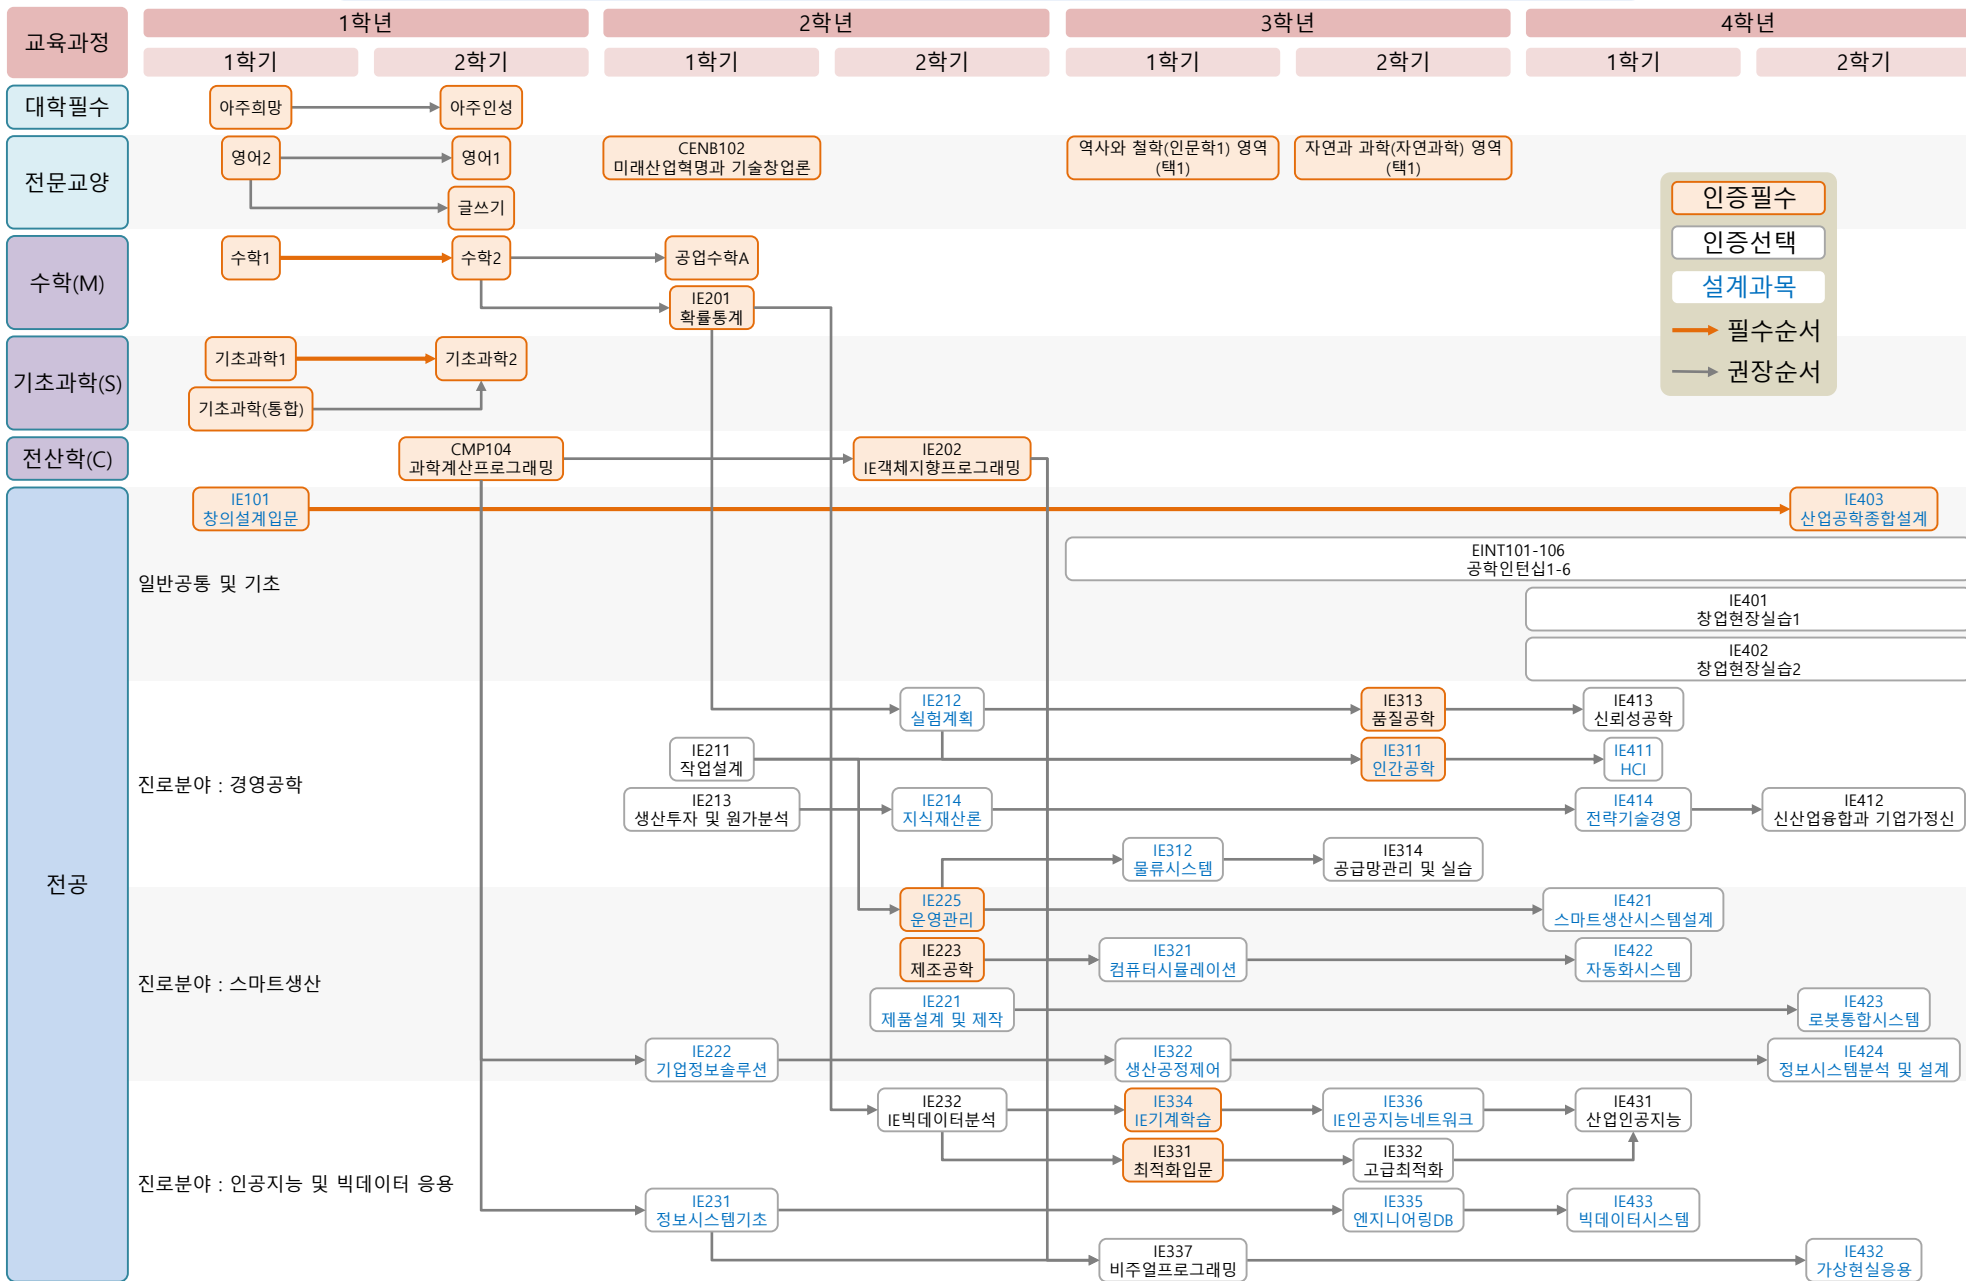 교육과정
1학년
2학년
3학년
4학년
1학기
2학기
1학기
2학기
1학기
2학기
1학기
2학기
대학필수
아주희망
아주인성
전문교양
영어2
영어1
글쓰기
CENB102
미래산업혁명과 기술창업론
역사와 철학(인문학1) 영역
(택1)
자연과 과학(자연과학) 영역
(택1)
인증필수
인증선택
설계과목
필수순서
권장순서
수학(M)
수학1
수학2
공업수학A
IE201
확률통계
기초과학(S)
기초과학1
기초과학2
기초과학(통합)
전산학(C)
CMP104
과학계산프로그래밍
IE202
IE객체지향프로그래밍
전공
일반공통 및 기초
IE101
창의설계입문
IE403
산업공학종합설계
EINT101-106
공학인턴십1-6
IE401
창업현장실습1
IE402
창업현장실습2
진로분야 : 경영공학
IE212
실험계획
IE313
품질공학
IE413
신뢰성공학
IE211
작업설계
IE311
인간공학
IE411
HCI
IE213
생산투자 및 원가분석
IE214
지식재산론
IE414
전략기술경영
IE412
신산업융합과 기업가정신
IE312
물류시스템
IE314
공급망관리 및 실습
진로분야 : 스마트생산
IE225
운영관리
IE421
스마트생산시스템설계
IE223
제조공학
IE321
컴퓨터시뮬레이션
IE422
자동화시스템
IE221
제품설계 및 제작
IE423
로봇통합시스템
IE222
기업정보솔루션
IE322
생산공정제어
IE424
정보시스템분석 및 설계
진로분야 : 인공지능 및 빅데이터 응용
IE232
IE빅데이터분석
IE334
IE기계학습
IE336
IE인공지능네트워크
IE431
산업인공지능
IE331
최적화입문
IE332
고급최적화
IE231
정보시스템기초
IE335
엔지니어링DB
IE433
빅데이터시스템
IE337
비주얼프로그래밍
IE432
가상현실응용